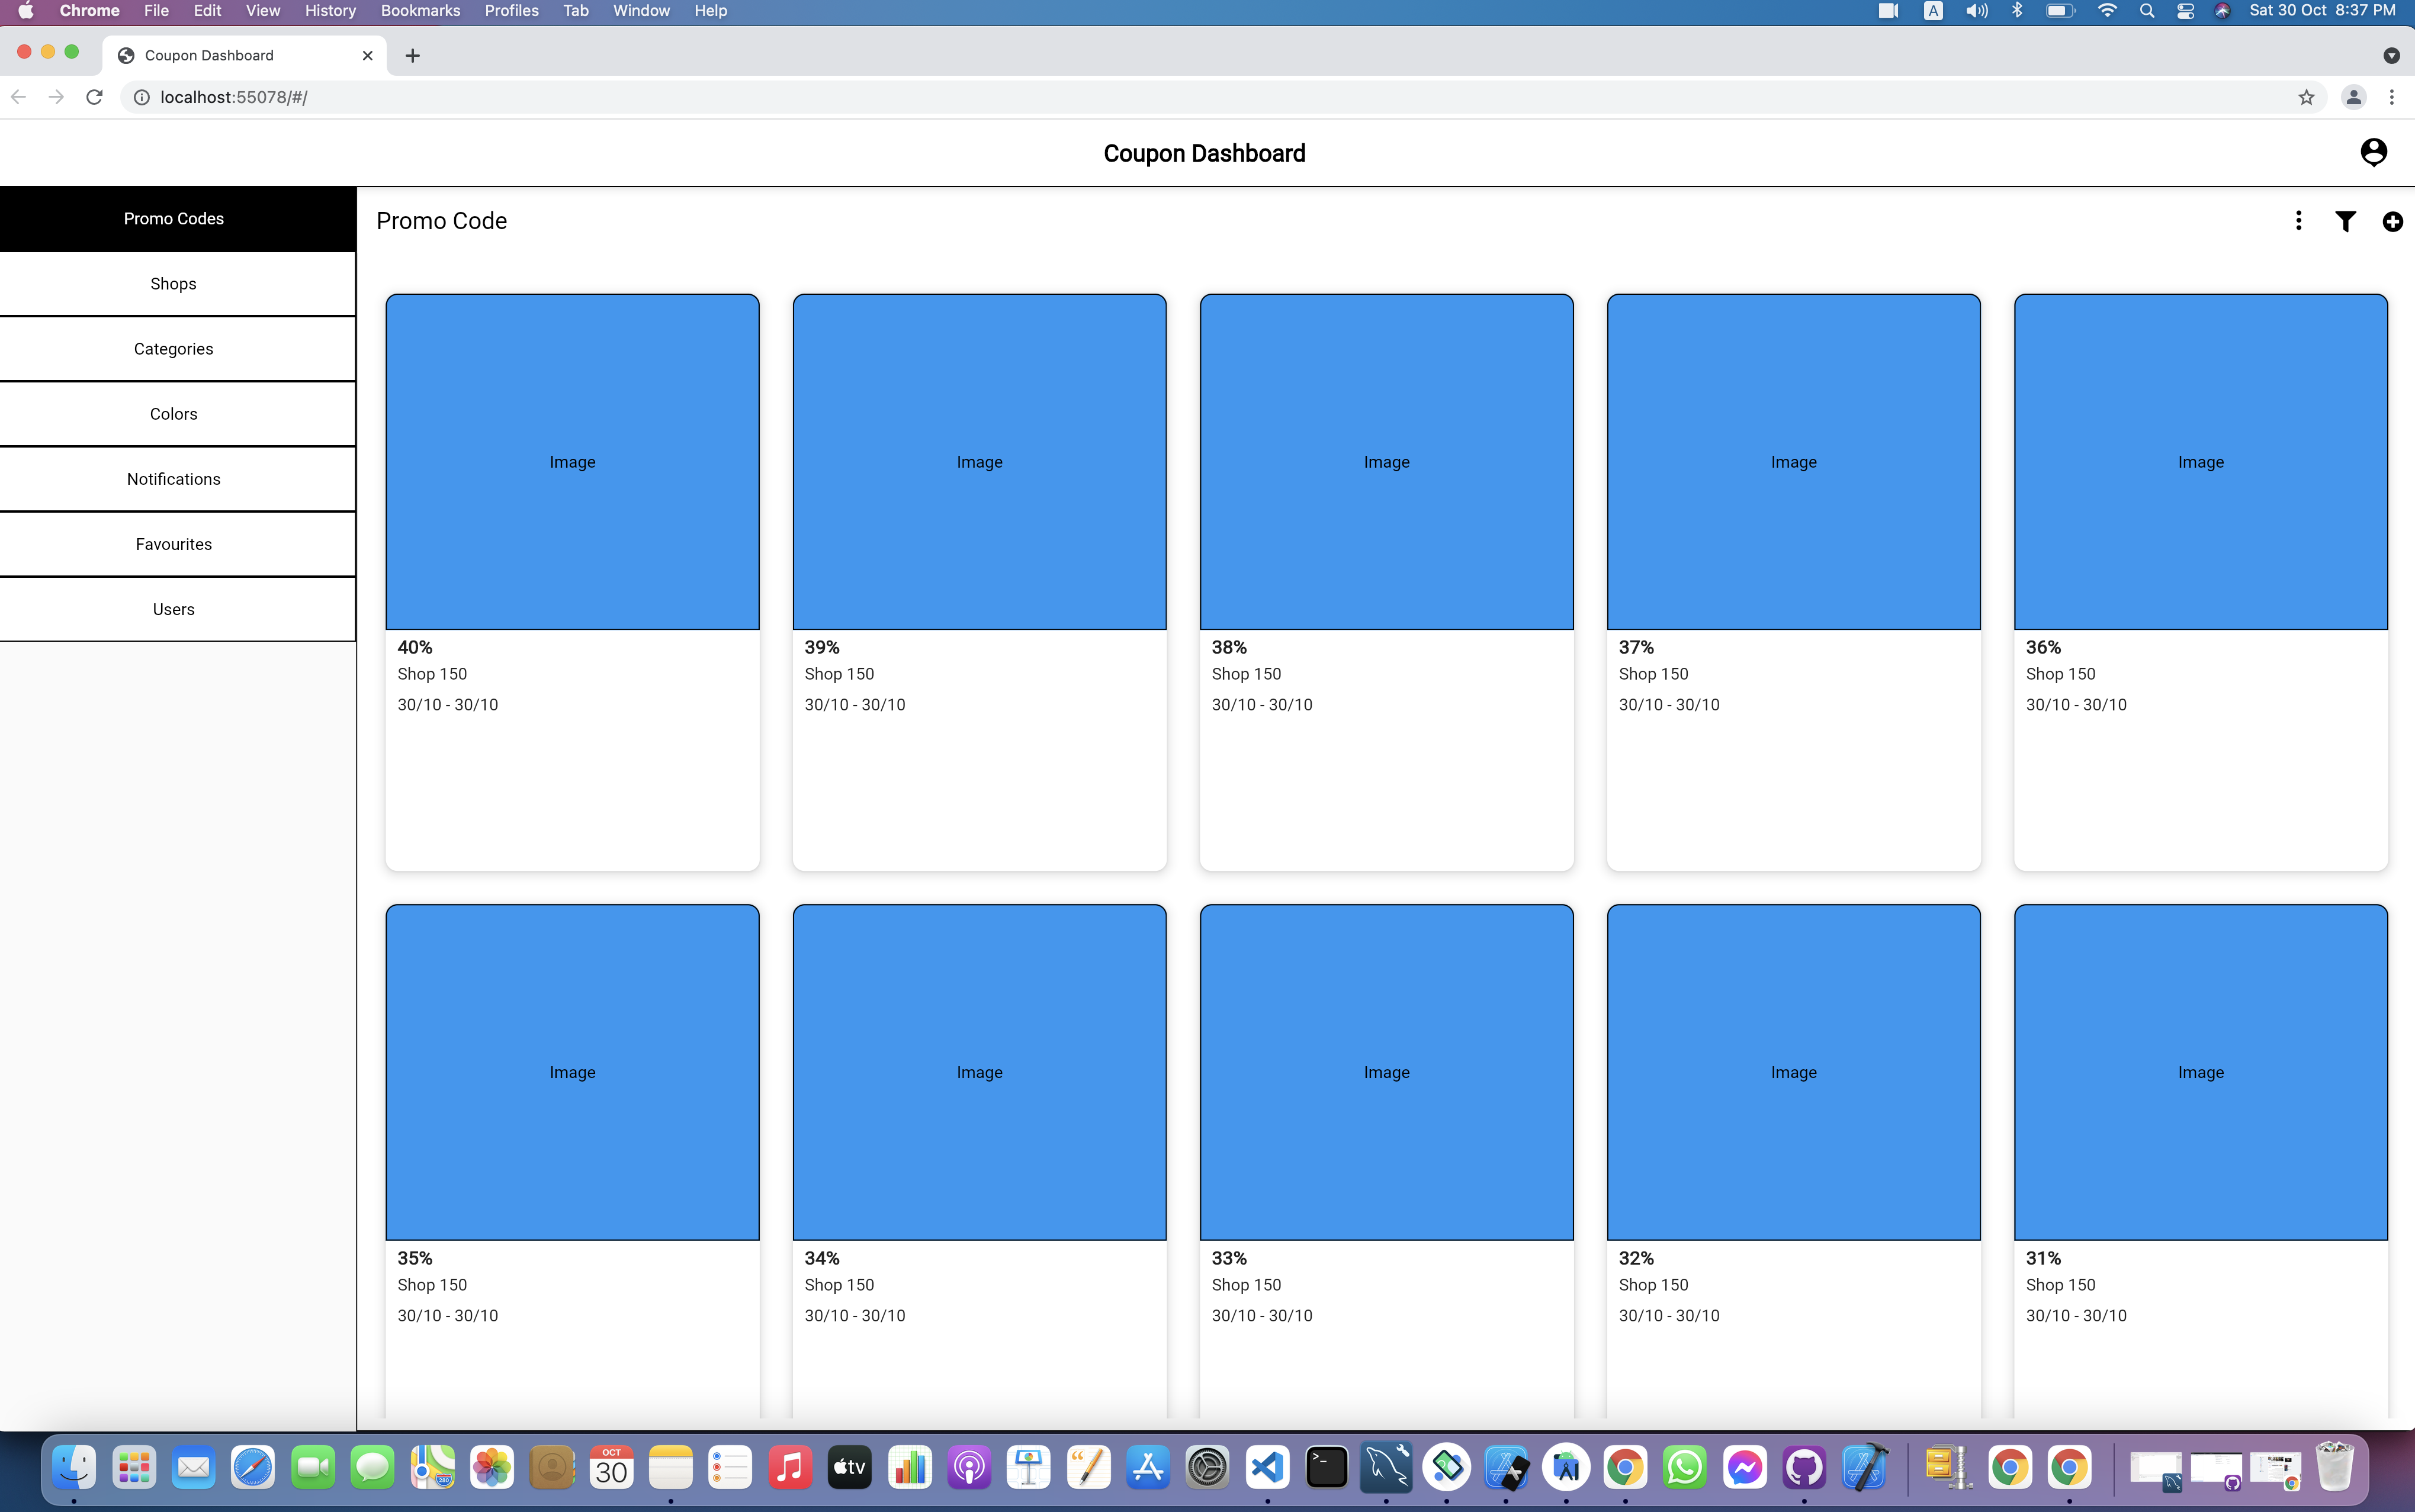 Chrome File Edit View History Bookmarks Profiles Tab Window Help A Sat 30 Oct 8:37 PM
Coupon Dashboard
localhost:55078/#/
Coupon Dashboard
Promo Codes
Shops
Categories
Colors
Notifications
Favourites
Users
Promo Code
Image Image Image Image Image
40% 39% 38% 37% 36%
Shop 150 Shop 150 Shop 150 Shop 150 Shop 150
30/10 - 30/10 30/10 - 30/10 30/10 - 30/10 30/10 - 30/10 30/10 - 30/10
Image Image Image Image Image
35% 34% 33% 32% 31%
Shop 150 Shop 150 Shop 150 Shop 150 Shop 150
30/10 - 30/10 30/10 - 30/10 30/10 - 30/10 30/10 - 30/10 30/10 - 30/10
OCT
30
tv
>_